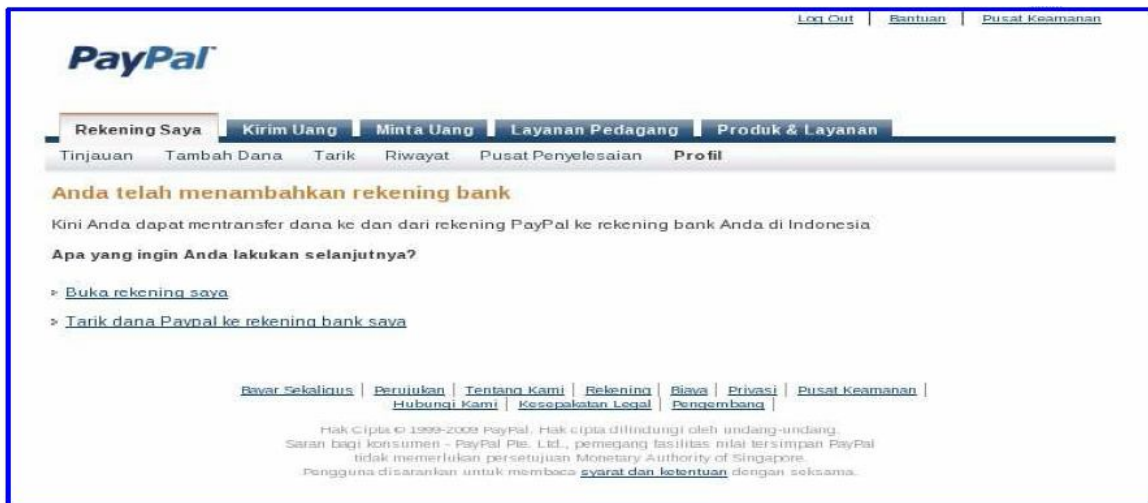 Log Out | Bantuan | Pusat Keamanan
PayPal
Rekening Saya Kirim Uang Minta Uang Layanan Pedagang Produk & Layanan
Tinjauan Tambah Dana Tarik Riwayat Pusat Penyelesaian Profil
Anda telah menambahkan rekening bank
Kini Anda dapat mentransfer dana ke dan dari rekening PayPal ke rekening bank Anda di Indonesia
Apa yang ingin Anda lakukan selanjutnya?
Buka rekening saya
Tarik dana Paypal ke rekening bank saya
Bayar Sekaligus | Perujukan | Tentang Kami | Rekening | Biaya | Privasi | Pusat Keamanan |
Hubungi Kami | Kesepakatan Legal | Pengembang |
Hak Cipta © 1999-2009 PayPal. Hak cipta dilindungi oleh undang-undang.
Saran bagi konsumen - PayPal Pte. Ltd., pemegang fasilitas nilai tersimpan PayPal
tidak memerlukan persetujuan Monetary Authority of Singapore.
Pengguna disarankan untuk membaca syarat dan ketentuan dengan seksama.